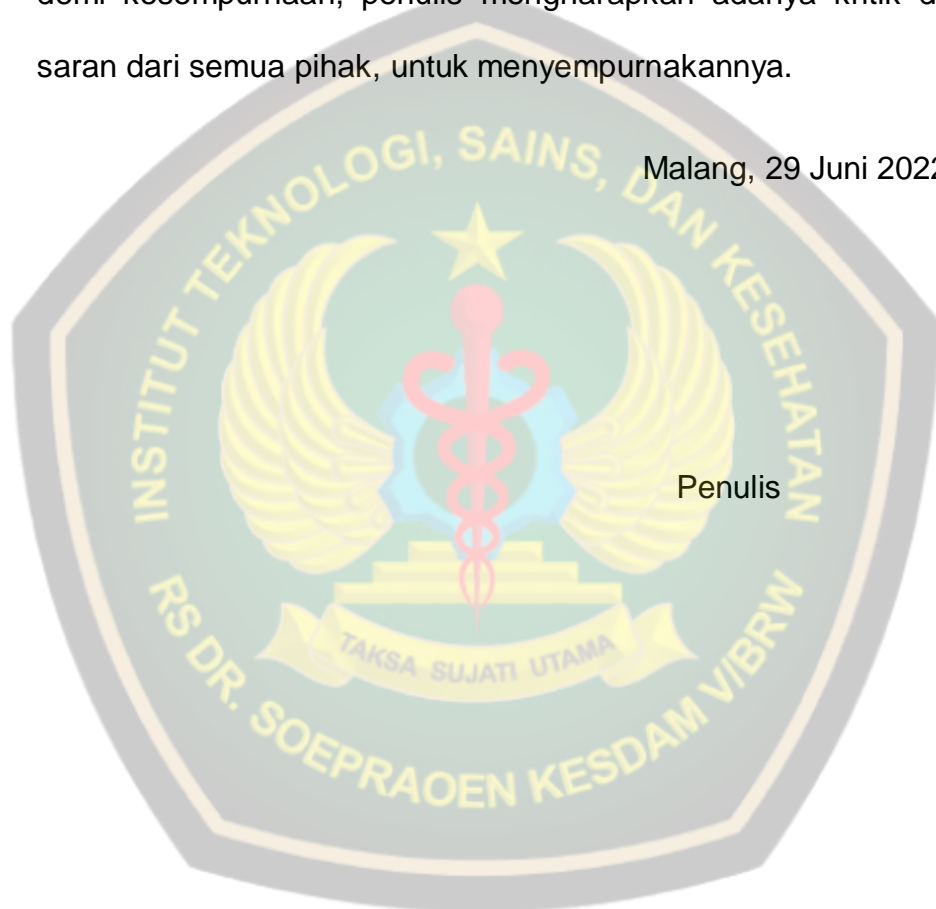 demi kesempurnaan, penulis mengharapkan adanya kritik d
saran dari semua pihak, untuk menyempurnakannya.
Malang, 29 Juni 2022
Penulis
INSTITUT TEKNOLOGI, SAINS, DAN KESEHATAN
RS DR. SOEPRAOEN KESDAM V/BRW
TAKSA SUJATI UTAMA